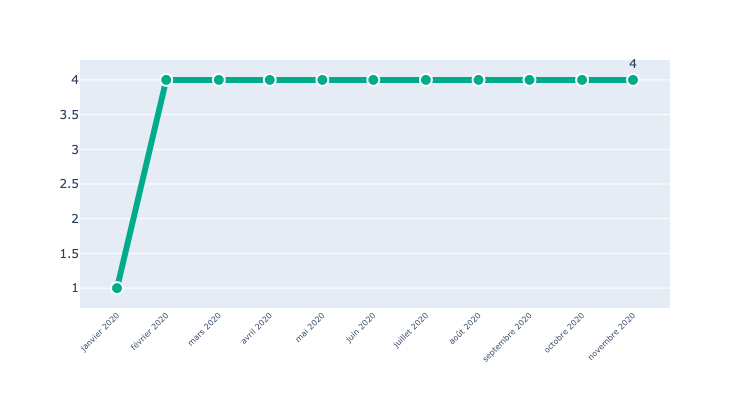 4
4
3.5
3
2.5
2
1.5
1
janvier 2020
février 2020
mars 2020
avril 2020
mai 2020
juin 2020
juillet 2020
août 2020
septembre 2020
octobre 2020
novembre 2020